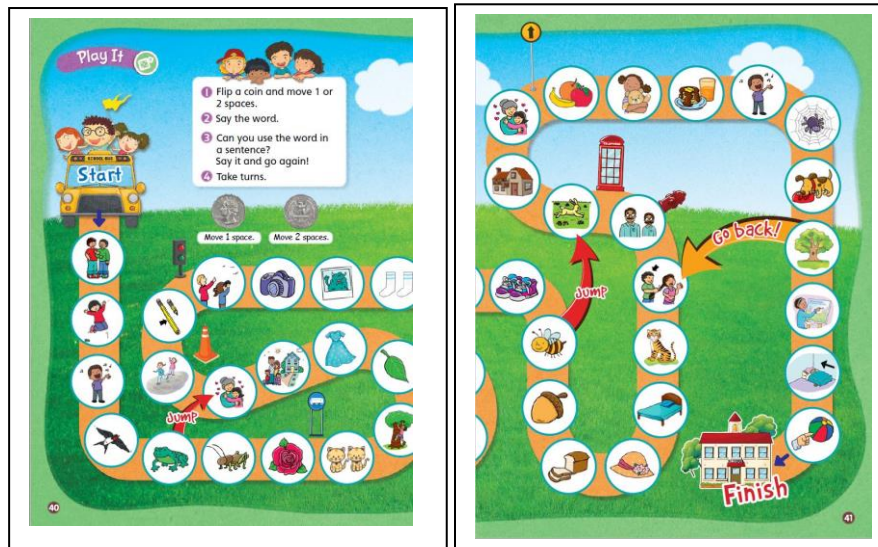 Play It
1 Flip a coin and move 1 or
2 spaces.
2 Say the word.
3 Can you use the word in
a sentence?
Say it and go again!
4 Take turns.
SCHOOL BUS
Start
Move 1 space.
Move 2 spaces.
Jump
40
Go back!
Jump
Finish
41